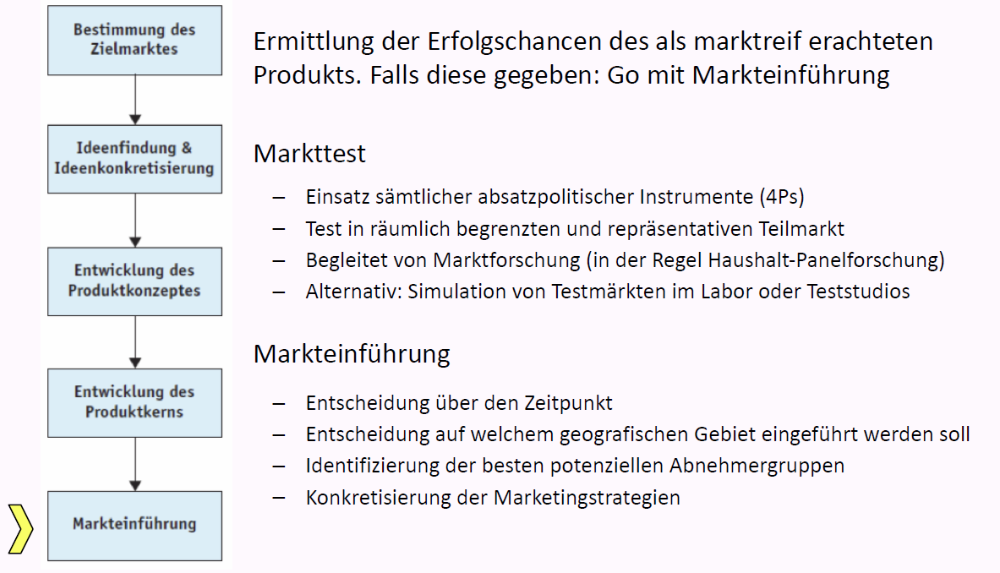 Bestimmung des
Zielmarktes
Ideenfindung &
Ideenkonkretisierung
Entwicklung des
Produktkonzeptes
Entwicklung des
Produktkerns
Markteinführung
Ermittlung der Erfolgschancen des als marktreif erachteten
Produkts. Falls diese gegeben: Go mit Markteinführung
Markttest
– Einsatz sämtlicher absatzpolitischer Instrumente (4Ps)
– Test in räumlich begrenzten und repräsentativen Teilmarkt
– Begleitet von Marktforschung (in der Regel Haushalt-Panelforschung)
– Alternativ: Simulation von Testmärkten im Labor oder Teststudios
Markteinführung
– Entscheidung über den Zeitpunkt
– Entscheidung auf welchem geografischen Gebiet eingeführt werden soll
– Identifizierung der besten potenziellen Abnehmergruppen
– Konkretisierung der Marketingstrategien